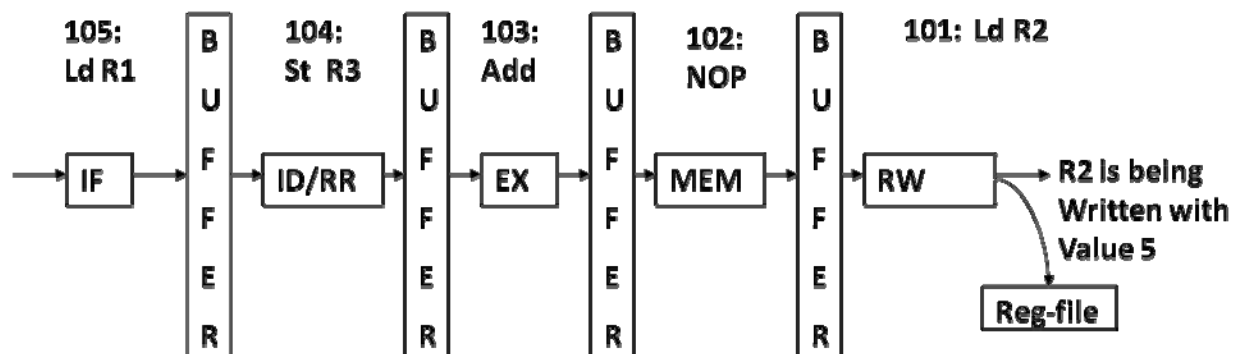 105:
Ld R1
B
U
F
F
E
R
104:
St R3
B
U
F
F
E
R
103:
Add
B
U
F
F
E
R
102:
NOP
B
U
F
F
E
R
101: Ld R2
IF
ID/RR
EX
MEM
RW
R2 is being
Written with
Value 5
Reg-file